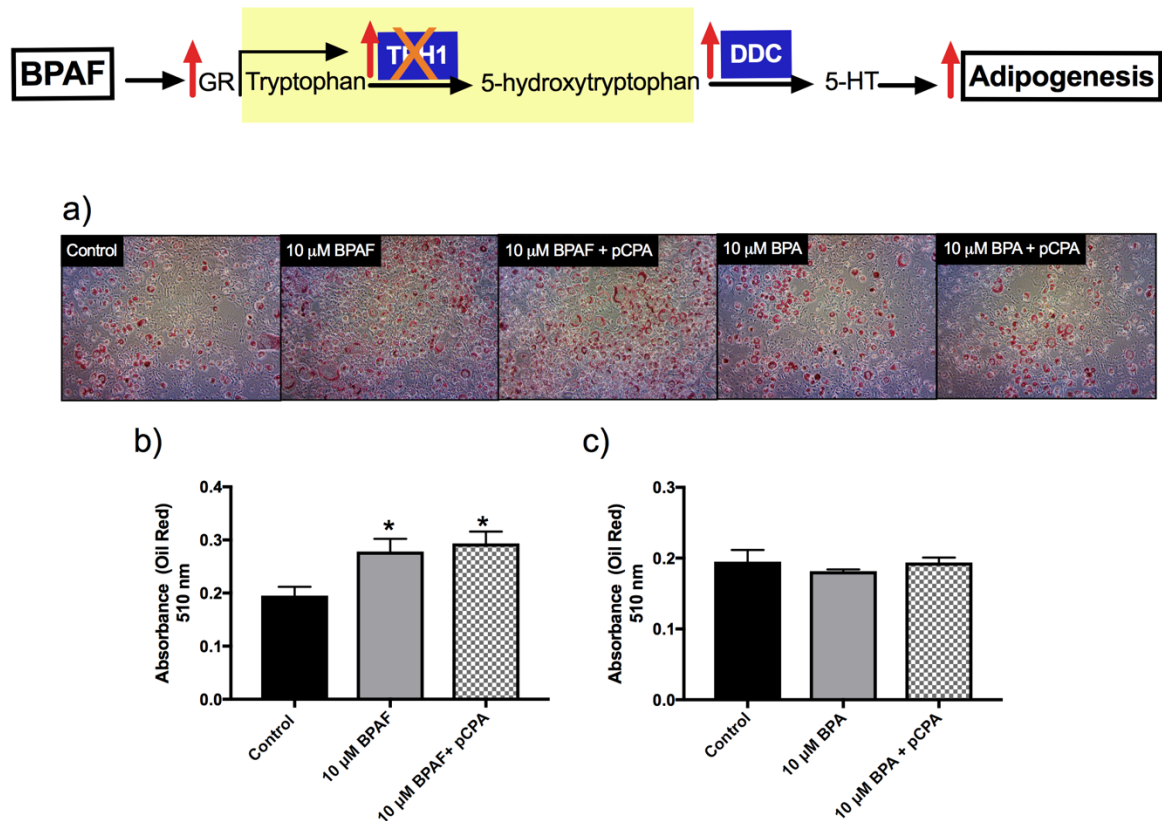 BPAF
GR
Tryptophan
TPH1
5-hydroxytryptophan
DDC
5-HT
Adipogenesis
a)
Control
10 μM BPAF
10 μM BPAF + pCPA
10 μM BPA
10 μM BPA + pCPA
b)
Absorbance (Oil Red)
510 nm
0.4
0.3
0.2
0.1
0.0
*
*
Control
10 μM BPAF
10 μM BPAF+ pCPA
c)
Absorbance (Oil Red)
510 nm
0.3
0.2
0.1
0.0
Control
10 μM BPA
10 μM BPA + pCPA